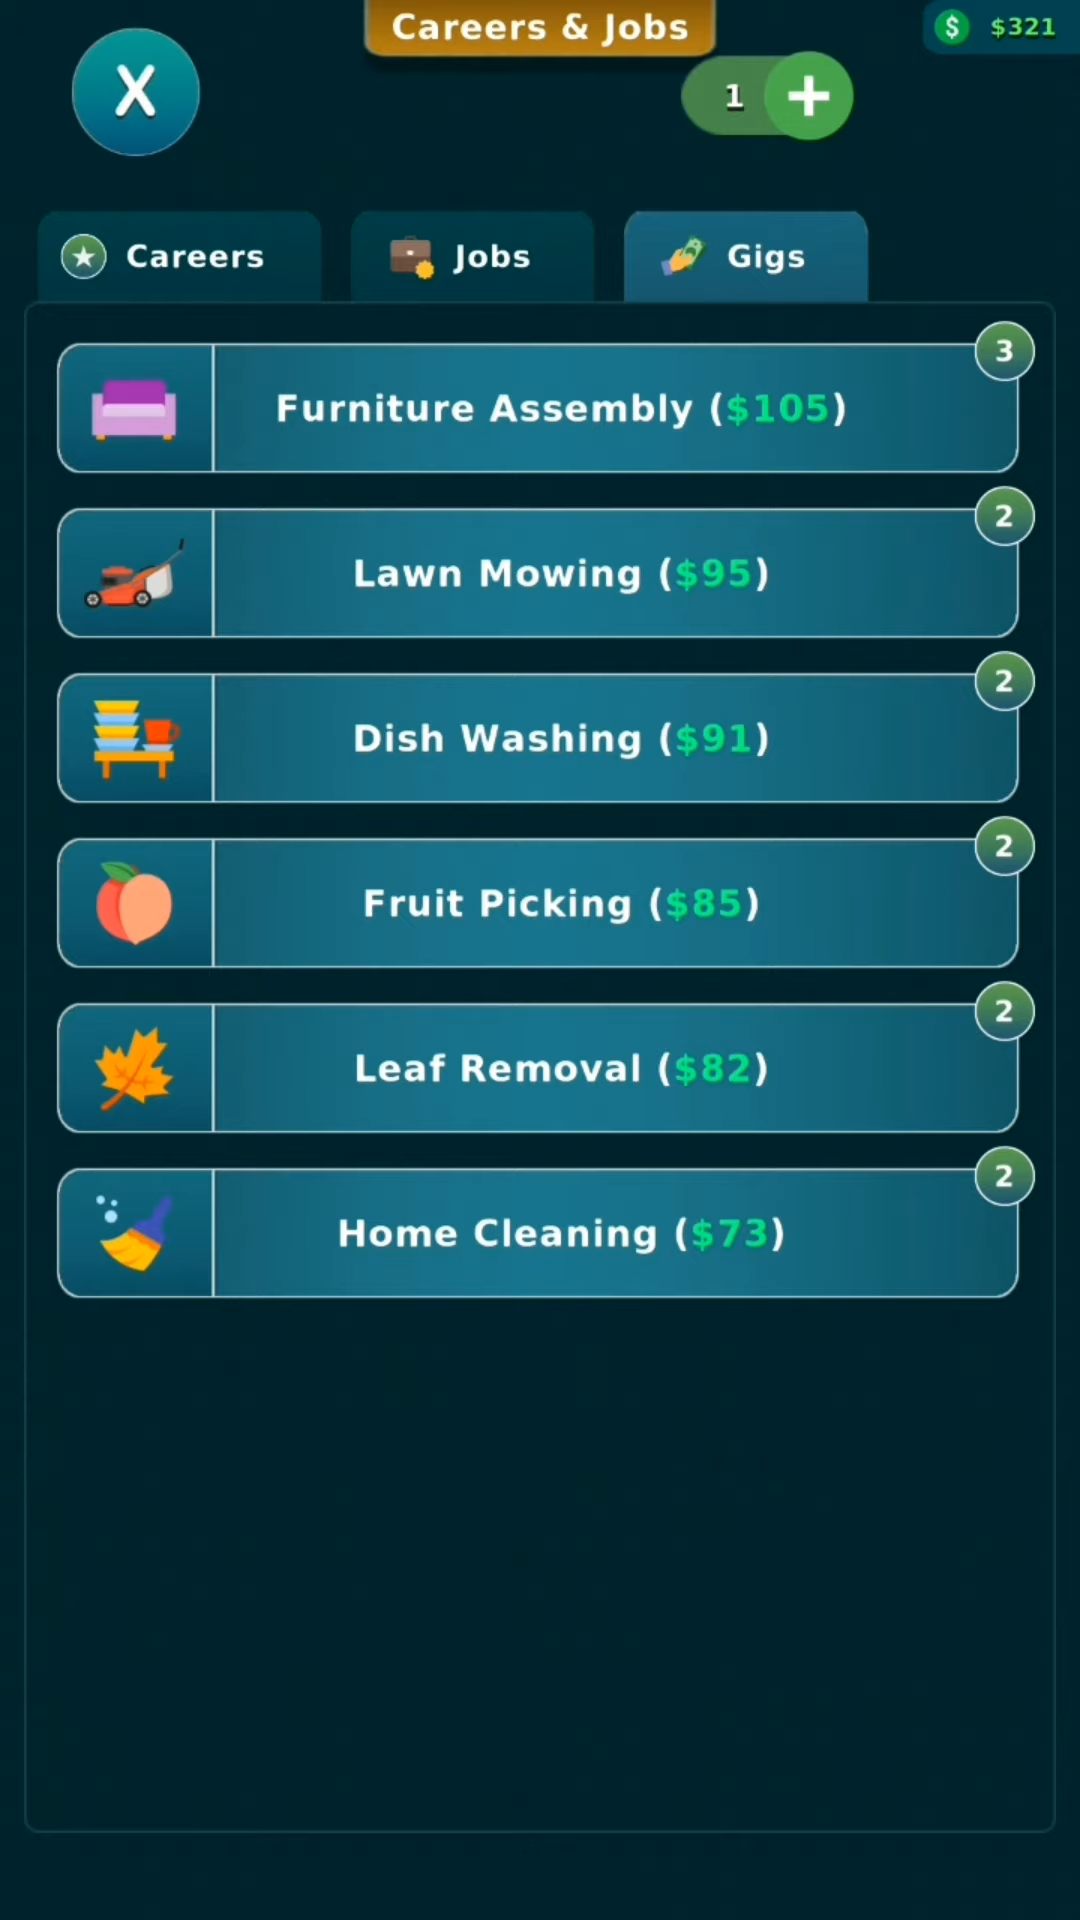 Careers & Jobs
$ $321
X
1 +
Careers
Jobs
Gigs
3
Furniture Assembly ($105)
2
Lawn Mowing ($95)
2
Dish Washing ($91)
2
Fruit Picking ($85)
2
Leaf Removal ($82)
2
Home Cleaning ($73)